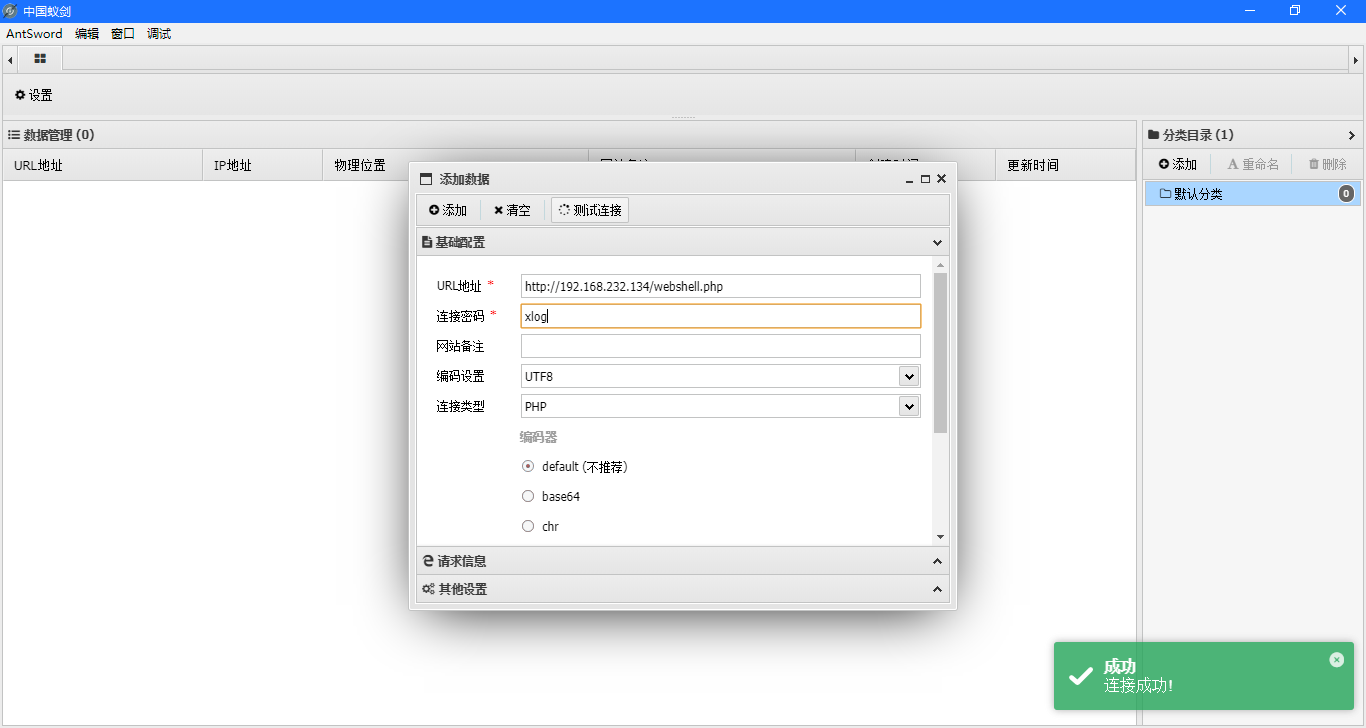 中国蚁剑
AntSword 编辑 窗口 调试
设置
数据管理 (0)
URL地址 IP地址 物理位置 更新时间
分类目录 (1)
添加 重命名 删除
默认分类 0
添加数据
添加 清空 测试连接
基础配置
URL地址 * http://192.168.232.134/webshell.php
连接密码 * xlog
网站备注
编码设置 UTF8
连接类型 PHP
编码器
default (不推荐)
base64
chr
请求信息
其他设置
成功
连接成功!